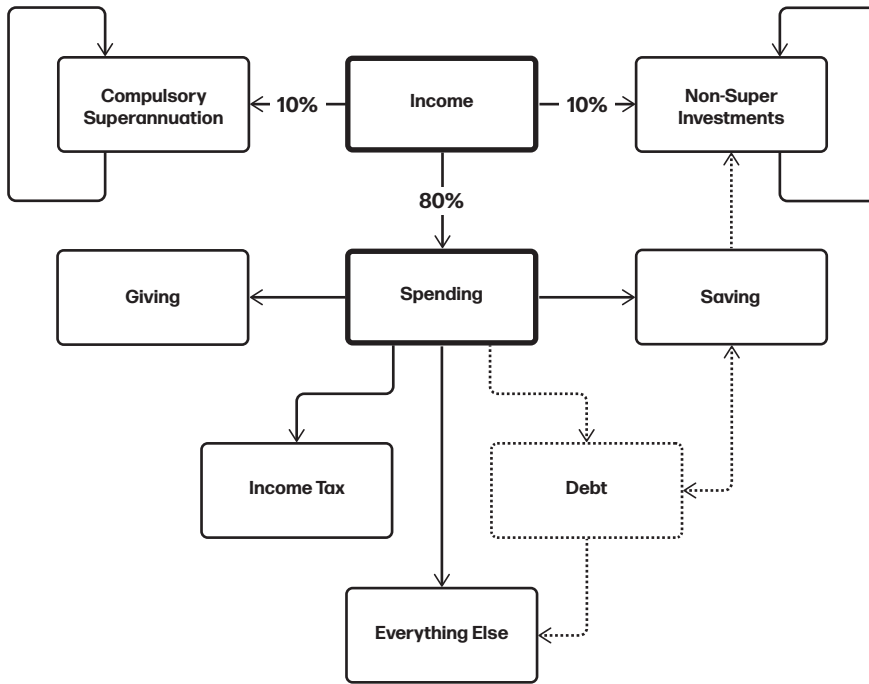 Compulsory
Superannuation
10%
Income
10%
Non-Super
Investments
80%
Giving
Spending
Saving
Income Tax
Debt
Everything Else